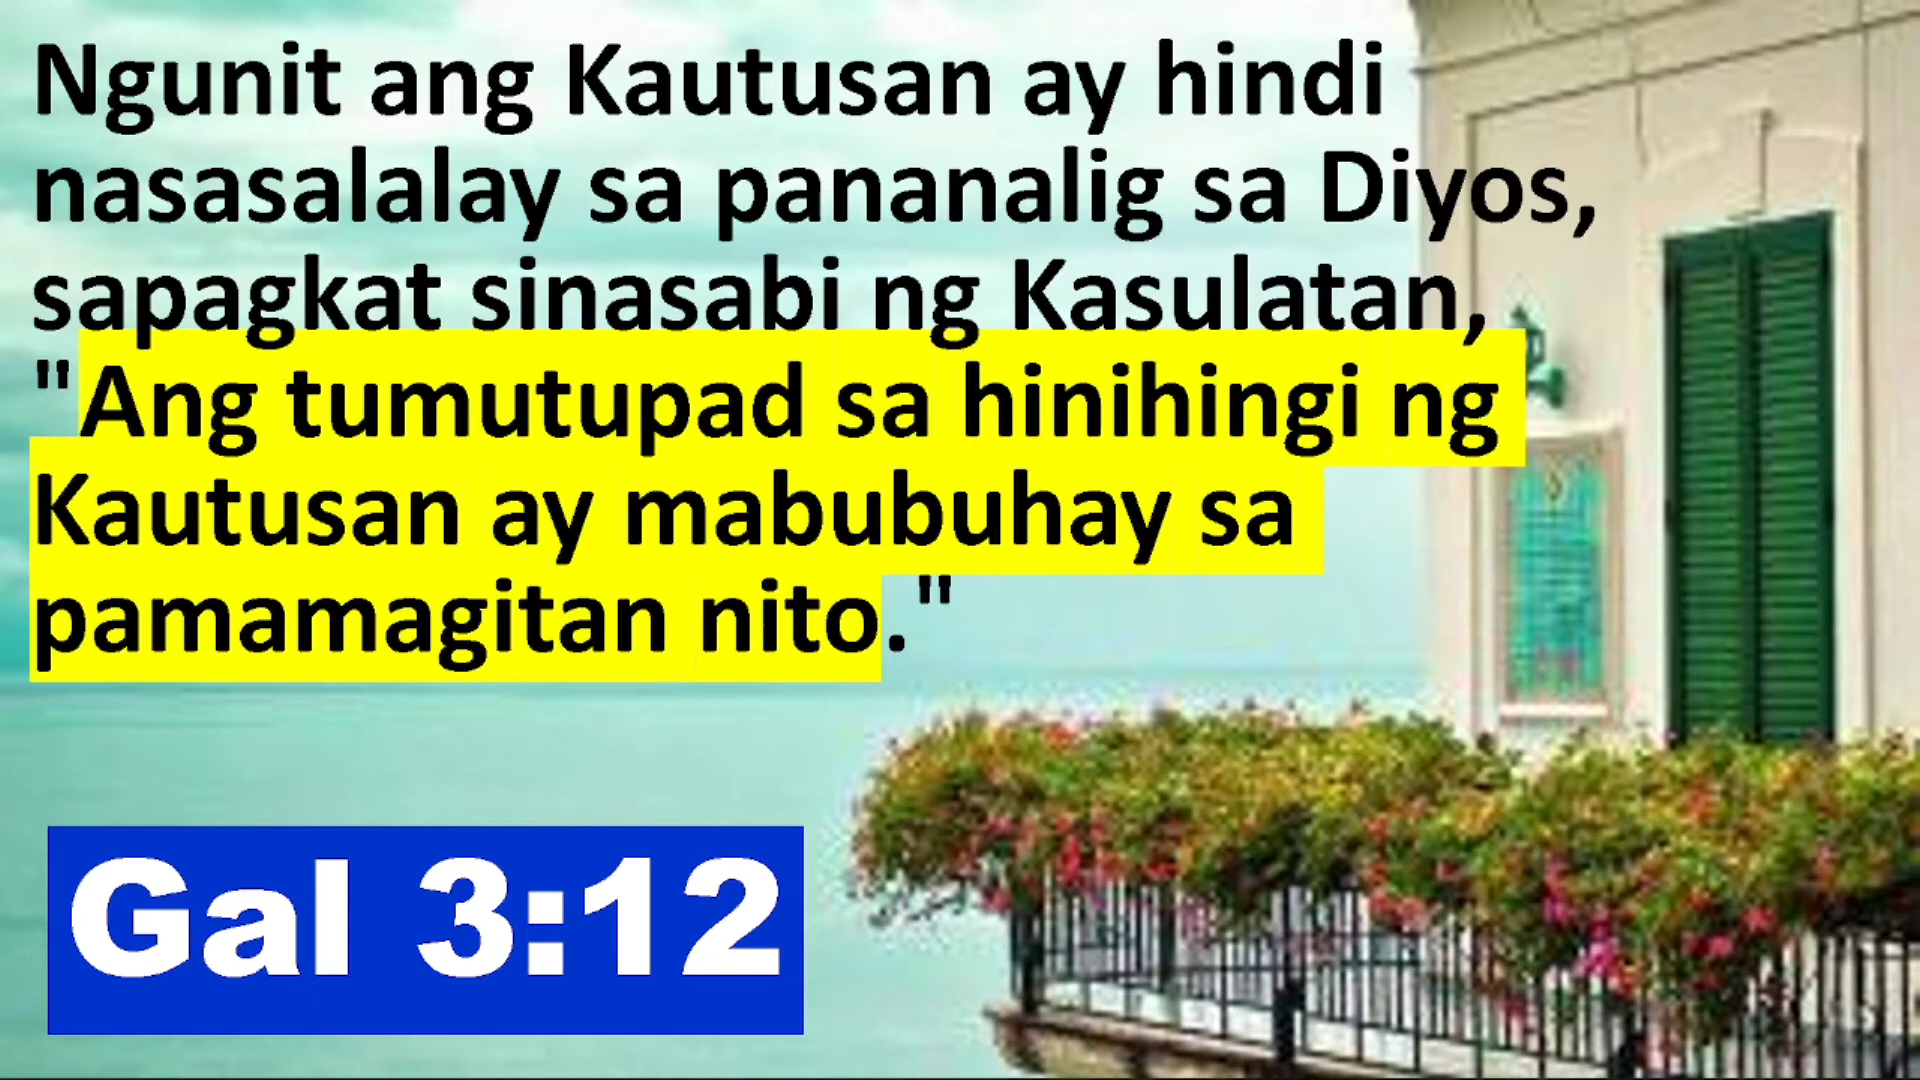 Ngunit ang Kautusan ay hindi
nasasalalay sa pananalig sa Diyos,
sapagkat sinasabi ng Kasulatan,
"Ang tumutupad sa hinihingi ng
Kautusan ay mabubuhay sa
pamamagitan nito."
Gal 3:12